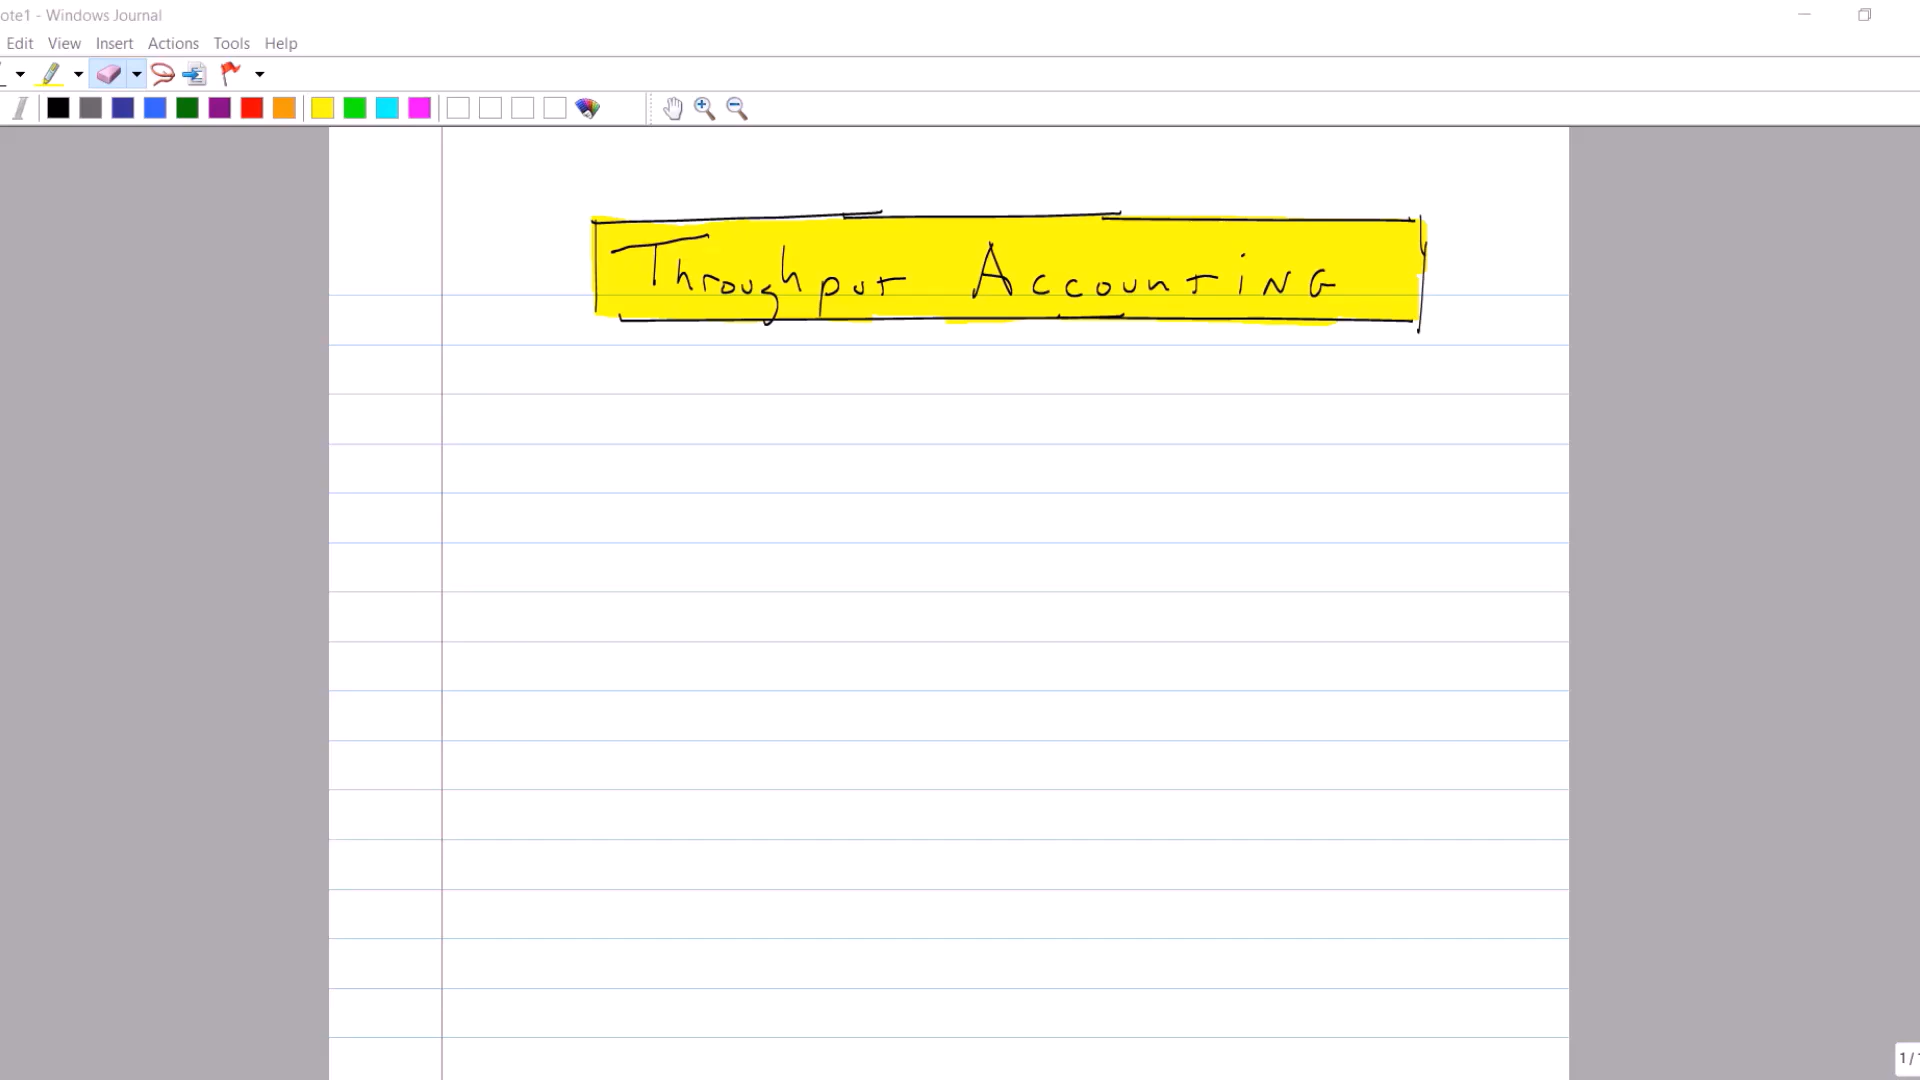 ote1 - Windows Journal
Edit View Insert Actions Tools Help
Throughput Accounting
1 /